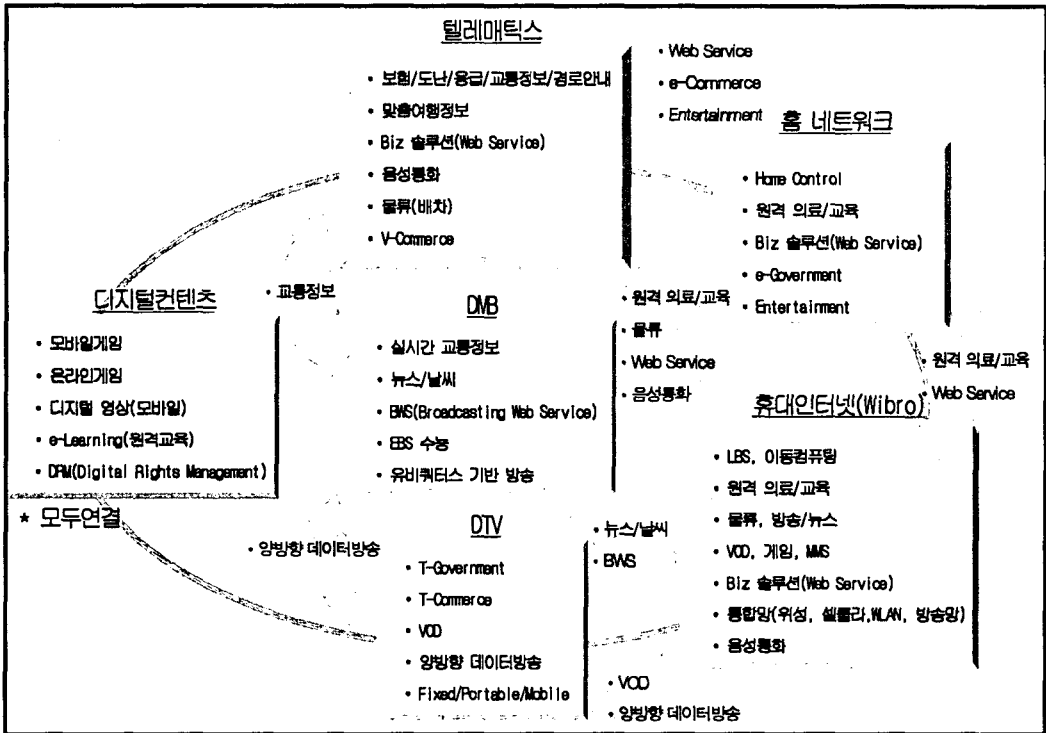 텔레매틱스
• 보험/도난/응급/교통정보/경로안내
• 맞춤여행정보
• Biz 솔루션(Web Service)
• 음성통화
• 물류(배차)
• V-Commerce
• Web Service
• e-Commerce
• Entertainment
홈 네트워크
• Home Control
• 원격 의료/교육
• Biz 솔루션(Web Service)
• e-Government
• Entertainment
디지털컨텐츠
• 모바일게임
• 온라인게임
• 디지털 영상(모바일)
• e-Learning(원격교육)
• DRM(Digital Rights Management)
* 모두연결
• 교통정보
DMB
• 실시간 교통정보
• 뉴스/날씨
• BWS(Broadcasting Web Service)
• EBS 수능
• 유비쿼터스 기반 방송
• 원격 의료/교육
• 물류
• Web Service
• 음성통화
• 원격 의료/교육
Web Service
휴대인터넷(Wibro)
• LBS, 이동컴퓨팅
• 원격 의료/교육
• 물류, 방송/뉴스
• VOD, 게임, MMS
• Biz 솔루션(Web Service)
• 통합망(위성, 셀룰라,WLAN, 방송망)
• 음성통화
• 양방향 데이터방송
DTV
• T-Government
• T-Commerce
• VOD
• 양방향 데이터방송
• Fixed/Portable/Mobile
• 뉴스/날씨
• BWS
• VOD
• 양방향 데이터방송